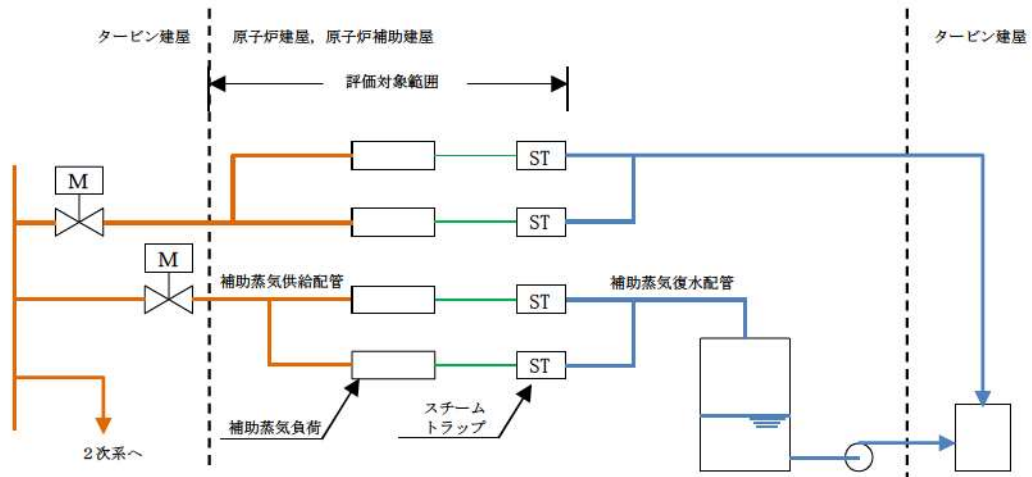 タービン建屋
原子炉建屋，原子炉補助建屋
タービン建屋
評価対象範囲
ST
M
ST
M
補助蒸気供給配管
補助蒸気復水配管
ST
ST
スチーム
トラップ
補助蒸気負荷
２次系へ